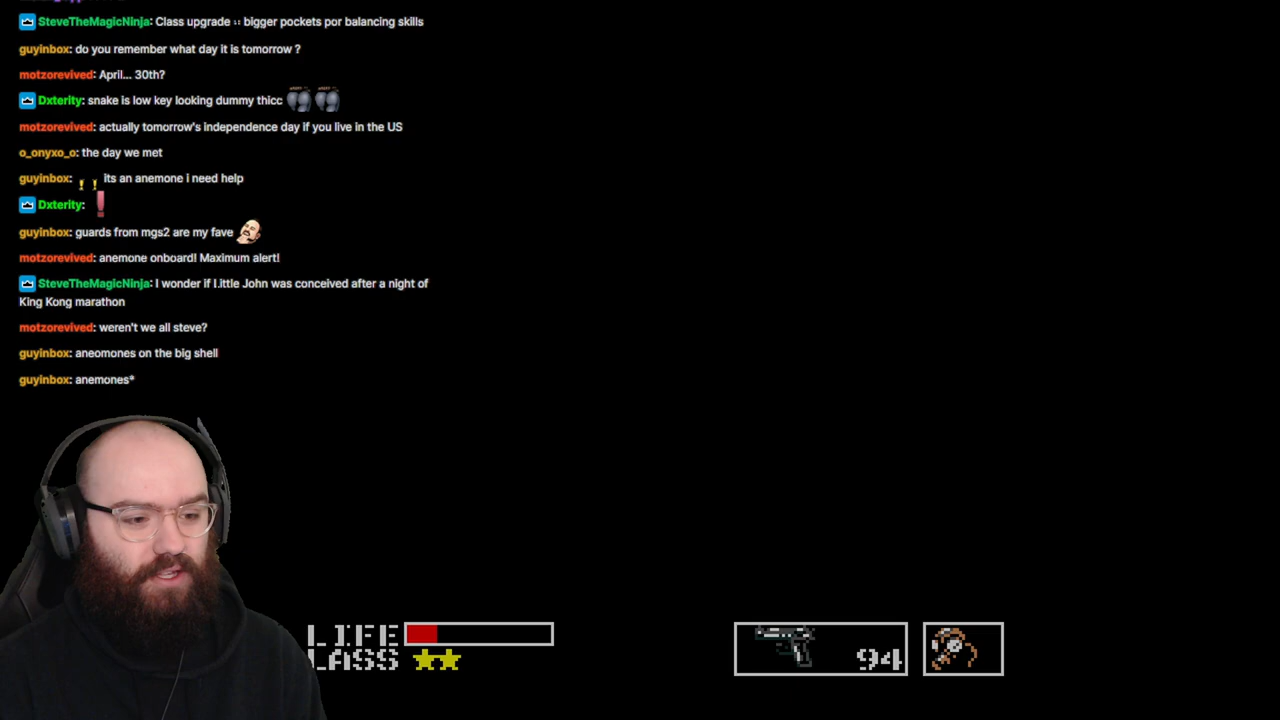 SteveTheMagicNinja: Class upgrade :: bigger pockets por balancing skills
guyinbox: do you remember what day it is tomorrow ?
motzorevived: April... 30th?
Dxterity: snake is low key looking dummy thicc
motzorevived: actually tomorrow's independence day if you live in the US
o_onyxo_o: the day we met
guyinbox: its an anemone i need help
Dxterity:
guyinbox: guards from mgs2 are my fave
motzorevived: anemone onboard! Maximum alert!
SteveTheMagicNinja: I wonder if Little John was conceived after a night of
King Kong marathon
motzorevived: weren't we all steve?
guyinbox: aneomones on the big shell
guyinbox: anemones*
LIFE
LASS
94